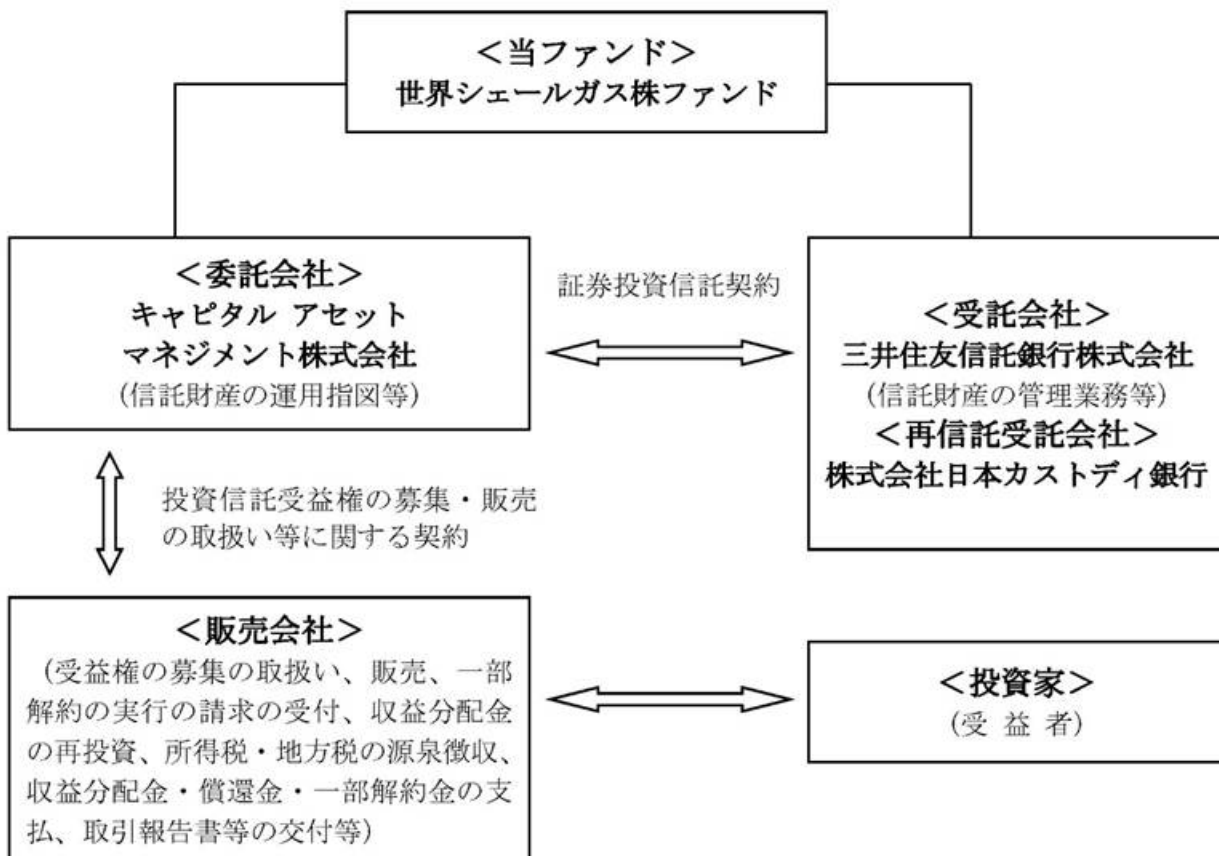 ＜当ファンド＞
世界シェールガス株ファンド
＜委託会社＞
キャピタル アセット
マネジメント株式会社
(信託財産の運用指図等)
証券投資信託契約
＜受託会社＞
三井住友信託銀行株式会社
(信託財産の管理業務等)
＜再信託受託会社＞
株式会社日本カストディ銀行
投資信託受益権の募集・販売
の取扱い等に関する契約
＜販売会社＞
(受益権の募集の取扱い、販売、一部
解約の実行の請求の受付、収益分配金
の再投資、所得税・地方税の源泉徴収、
収益分配金・償還金・一部解約金の支
払、取引報告書等の交付等)
＜投資家＞
(受 益 者)